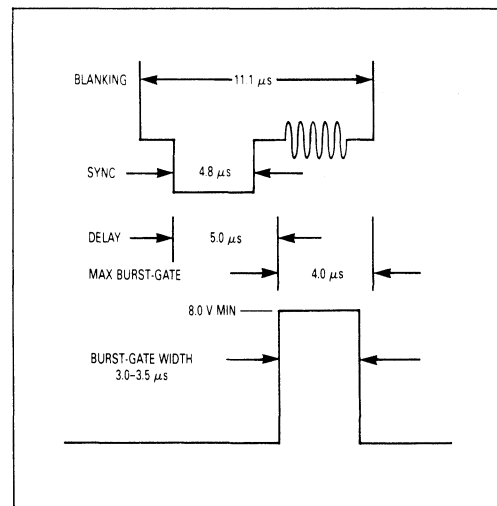 BLANKING
11.1 μs
SYNC
4.8 μs
DELAY
5.0 μs
MAX BURST-GATE
4.0 μs
8.0 V MIN
BURST-GATE WIDTH
3.0–3.5 μs